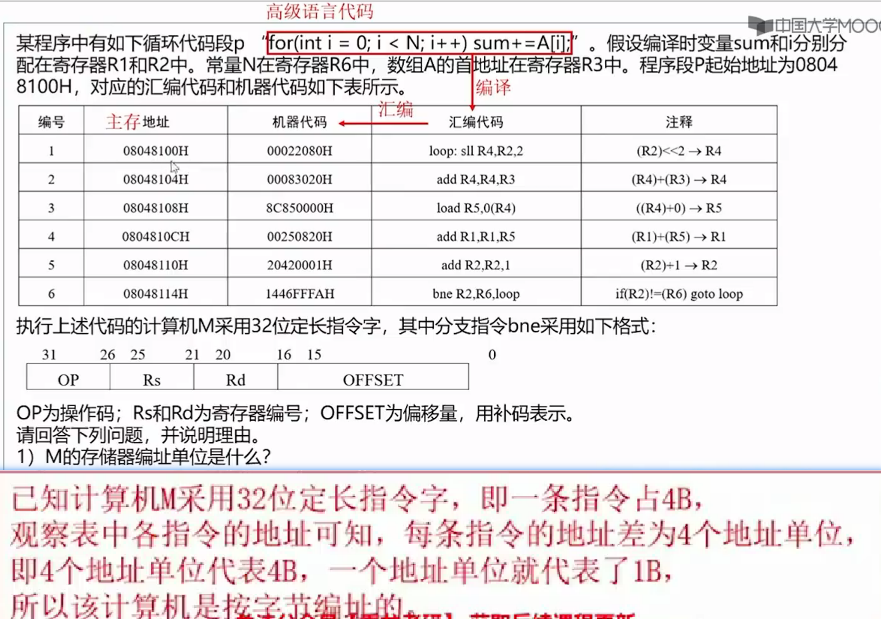 高级语言代码
中国大学MOOC
某程序中有如下循环代码段p “for(int i = 0; i < N; i++) sum+=A[i];” 。假设编译时变量sum和i分别分
配在寄存器R1和R2中。常量N在寄存器R6中，数组A的首地址在寄存器R3中。程序段P起始地址为0804
8100H，对应的汇编代码和机器代码如下表所示。
编译
汇编
编号 主存地址 机器代码 汇编代码 注释
1 08048100H 00022080H loop: sll R4,R2,2 (R2)<<2 → R4
2 08048104H 00083020H add R4,R4,R3 (R4)+(R3) → R4
3 08048108H 8C850000H load R5,0(R4) ((R4)+0) → R5
4 0804810CH 00250820H add R1,R1,R5 (R1)+(R5) → R1
5 08048110H 20420001H add R2,R2,1 (R2)+1 → R2
6 08048114H 1446FFFAH bne R2,R6,loop if(R2)!=(R6) goto loop
执行上述代码的计算机M采用32位定长指令字，其中分支指令bne采用如下格式：
31 26 25 21 20 16 15 0
OP Rs Rd OFFSET
OP为操作码；Rs和Rd为寄存器编号；OFFSET为偏移量，用补码表示。
请回答下列问题，并说明理由。
1）M的存储器编址单位是什么？
已知计算机M采用32位定长指令字，即一条指令占4B，
观察表中各指令的地址可知，每条指令的地址差为4个地址单位，
即4个地址单位代表4B，一个地址单位就代表了1B，
所以该计算机是按字节编址的。